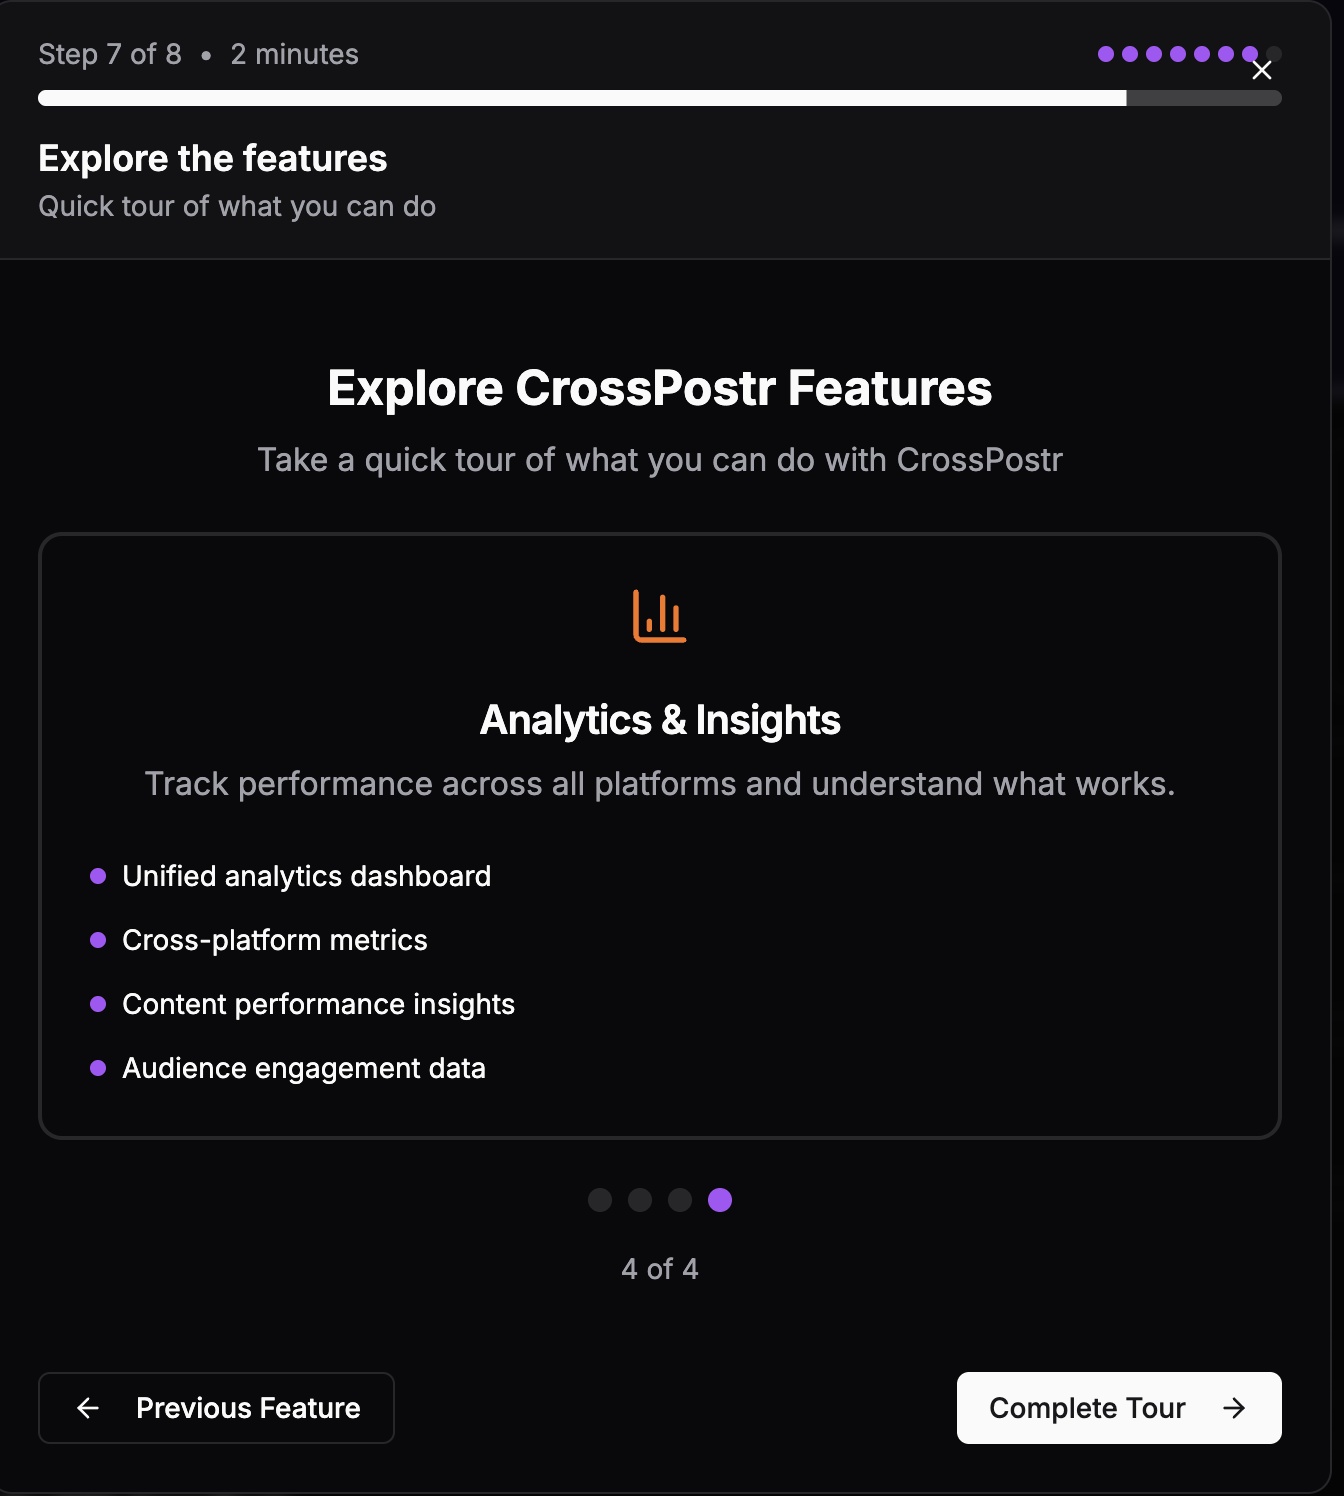 Step 7 of 8 • 2 minutes
Explore the features
Quick tour of what you can do
Explore CrossPostr Features
Take a quick tour of what you can do with CrossPostr
Analytics & Insights
Track performance across all platforms and understand what works.
Unified analytics dashboard
Cross-platform metrics
Content performance insights
Audience engagement data
4 of 4
Previous Feature
Complete Tour